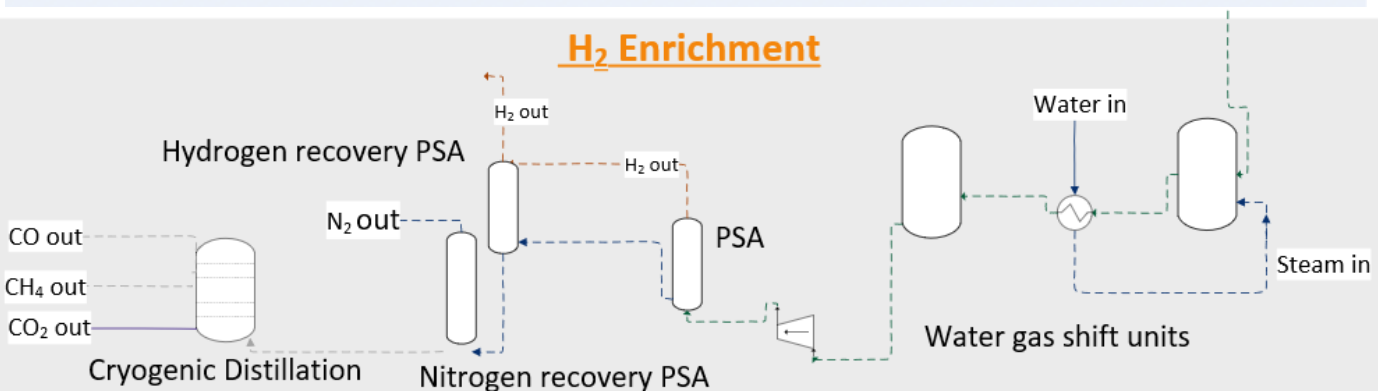 H₂ Enrichment
Water in
H₂ out
Hydrogen recovery PSA
H₂ out
N₂ out
CO out
PSA
Steam in
CH₄ out
CO₂ out
Water gas shift units
Cryogenic Distillation
Nitrogen recovery PSA